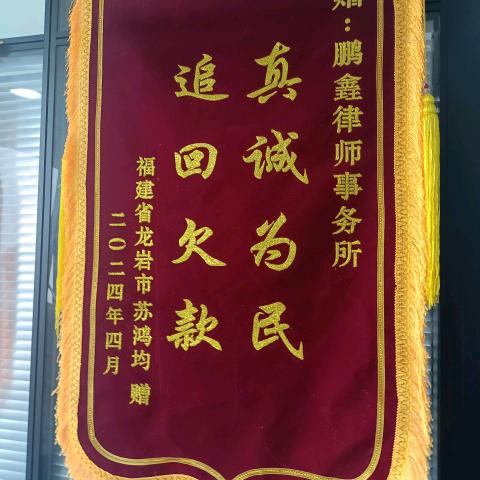 ：鹏鑫律师事务所
真诚为民
追回欠款
福建省龙岩市 苏鸿均 赠
二〇二四年四月